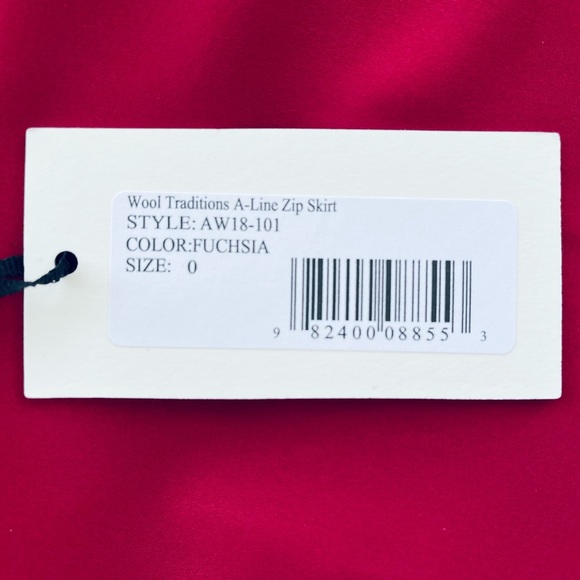 Wool Traditions A-Line Zip Skirt
STYLE: AW18-101
COLOR:FUCHSIA
SIZE: 0
9 82400 08855 3